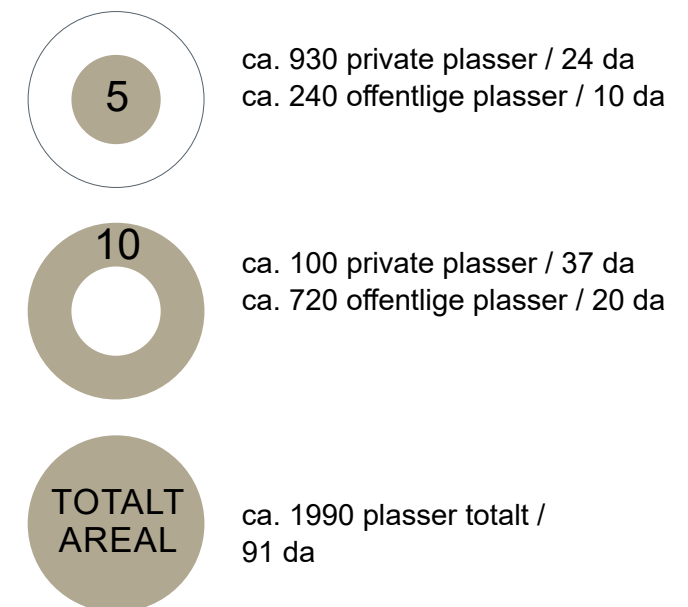 5
ca. 930 private plasser / 24 da
ca. 240 offentlige plasser / 10 da
10
ca. 100 private plasser / 37 da
ca. 720 offentlige plasser / 20 da
TOTALT
AREAL
ca. 1990 plasser totalt /
91 da